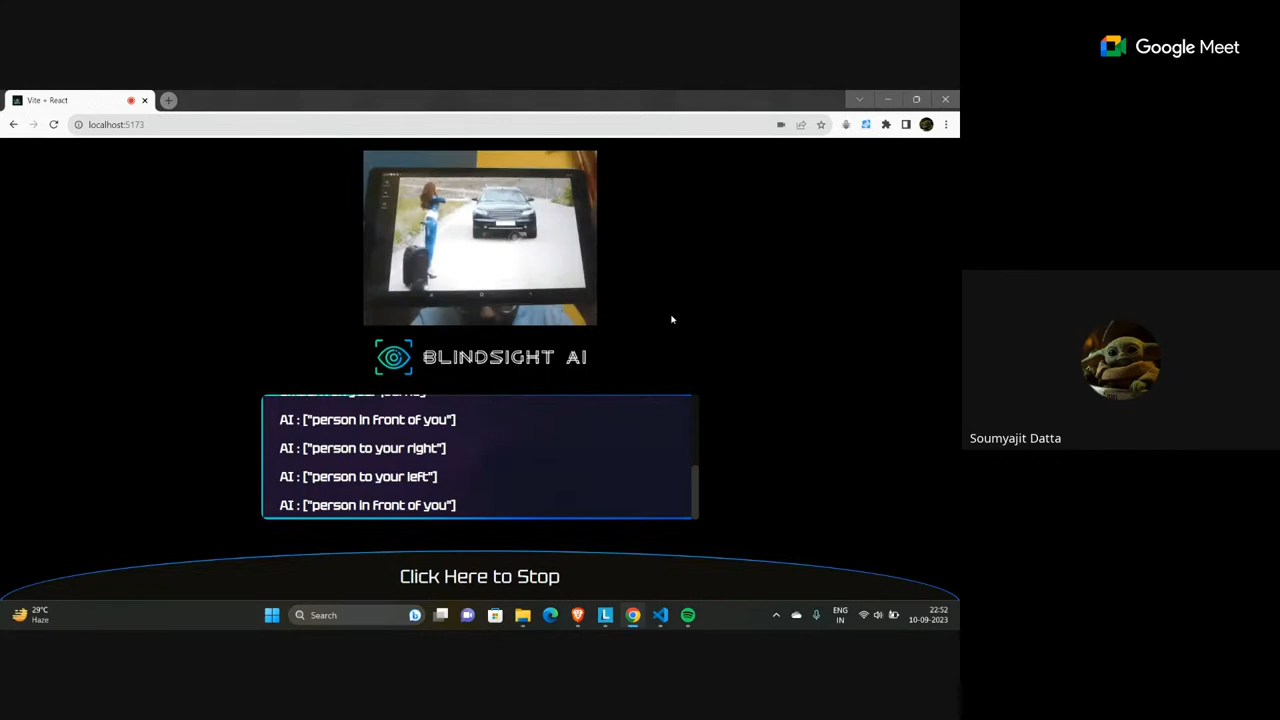 Google Meet
Vite + React
localhost:5173
BLINDSIGHT AI
AI : ["person in front of you"]
AI : ["person to your right"]
AI : ["person to your left"]
AI : ["person in front of you"]
Click Here to Stop
Soumyajit Datta
29°C
Haze
Search
ENG
IN
22:52
10-09-2023